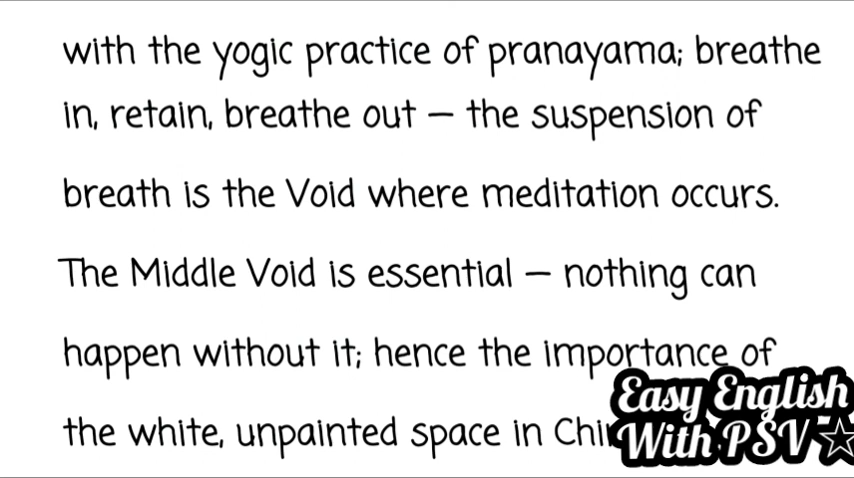 with the yogic practice of pranayama; breathe
in, retain, breathe out – the suspension of
breath is the Void where meditation occurs.
The Middle Void is essential – nothing can
happen without it; hence the importance of
the white, unpainted space in
Easy English
With PSV ☆